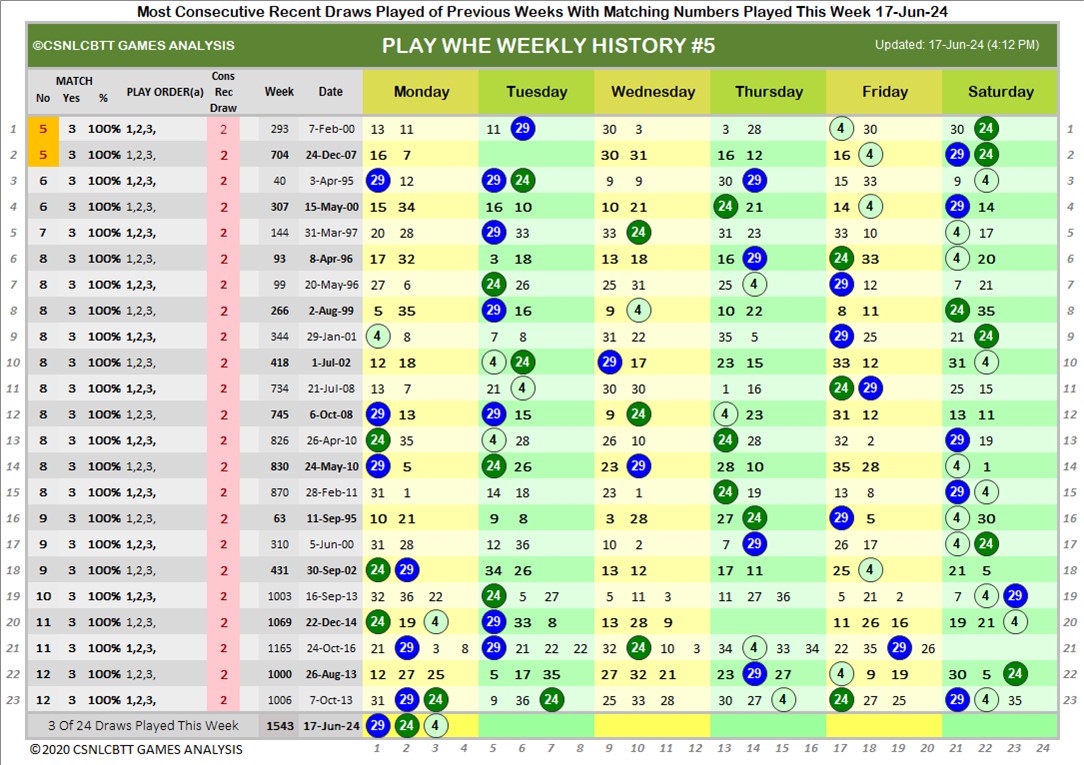 Most Consecutive Recent Draws Played of Previous Weeks With Matching Numbers Played This Week 17-Jun-24
©CSNLCBTT GAMES ANALYSIS PLAY WHE WEEKLY HISTORY #5 Updated: 17-Jun-24 (4:12 PM)
No MATCH Yes % PLAY ORDER(a) Cons Rec Draw Week Date Monday Tuesday Wednesday Thursday Friday Saturday
1 5 3 100% 1,2,3, 2 293 7-Feb-00 13 11 11 29 30 3 3 28 4 30 30 24 1
2 5 3 100% 1,2,3, 2 704 24-Dec-07 16 7 30 31 16 12 16 4 29 24 2
3 6 3 100% 1,2,3, 2 40 3-Apr-95 29 12 29 24 9 9 30 29 15 33 9 4 3
4 6 3 100% 1,2,3, 2 307 15-May-00 15 34 16 10 10 21 24 21 14 4 29 14 4
5 7 3 100% 1,2,3, 2 144 31-Mar-97 20 28 29 33 33 24 31 23 33 10 4 17 5
6 8 3 100% 1,2,3, 2 93 8-Apr-96 17 32 3 18 13 18 16 29 24 33 4 20 6
7 8 3 100% 1,2,3, 2 99 20-May-96 27 6 24 26 25 31 25 4 29 12 7 21 7
8 8 3 100% 1,2,3, 2 266 2-Aug-99 5 35 29 16 9 4 10 22 8 11 24 35 8
9 8 3 100% 1,2,3, 2 344 29-Jan-01 4 8 7 8 31 22 35 5 29 25 21 24 9
10 8 3 100% 1,2,3, 2 418 1-Jul-02 12 18 4 24 29 17 23 15 33 12 31 4 10
11 8 3 100% 1,2,3, 2 734 21-Jul-08 13 7 21 4 30 30 1 16 24 29 25 15 11
12 8 3 100% 1,2,3, 2 745 6-Oct-08 29 13 29 15 9 24 4 23 31 12 13 11 12
13 8 3 100% 1,2,3, 2 826 26-Apr-10 24 35 4 28 26 10 24 28 32 2 29 19 13
14 8 3 100% 1,2,3, 2 830 24-May-10 29 5 24 26 23 29 28 10 35 28 4 1 14
15 8 3 100% 1,2,3, 2 870 28-Feb-11 31 1 14 18 23 1 24 19 13 8 29 4 15
16 9 3 100% 1,2,3, 2 63 11-Sep-95 10 21 9 8 3 28 27 24 29 5 4 30 16
17 9 3 100% 1,2,3, 2 310 5-Jun-00 31 28 12 36 10 2 7 29 26 17 4 24 17
18 9 3 100% 1,2,3, 2 431 30-Sep-02 24 29 34 26 13 12 17 11 25 4 21 5 18
19 10 3 100% 1,2,3, 2 1003 16-Sep-13 32 36 22 24 5 27 5 11 3 11 27 36 5 21 2 7 4 29 19
20 11 3 100% 1,2,3, 2 1069 22-Dec-14 24 19 4 29 33 8 13 28 9 11 26 16 19 21 4 20
21 11 3 100% 1,2,3, 2 1165 24-Oct-16 21 29 3 8 29 21 22 22 32 24 10 3 34 4 33 34 22 35 29 26 21
22 12 3 100% 1,2,3, 2 1000 26-Aug-13 12 27 25 5 17 35 27 32 21 23 29 27 4 9 19 30 5 24 22
23 12 3 100% 1,2,3, 2 1006 7-Oct-13 31 29 24 9 36 24 25 33 28 30 27 4 24 27 25 29 4 35 23
3 Of 24 Draws Played This Week 1543 17-Jun-24 29 24 4
©2020 CSNLCBTT GAMES ANALYSIS 1 2 3 4 5 6 7 8 9 10 11 12 13 14 15 16 17 18 19 20 21 22 23 24